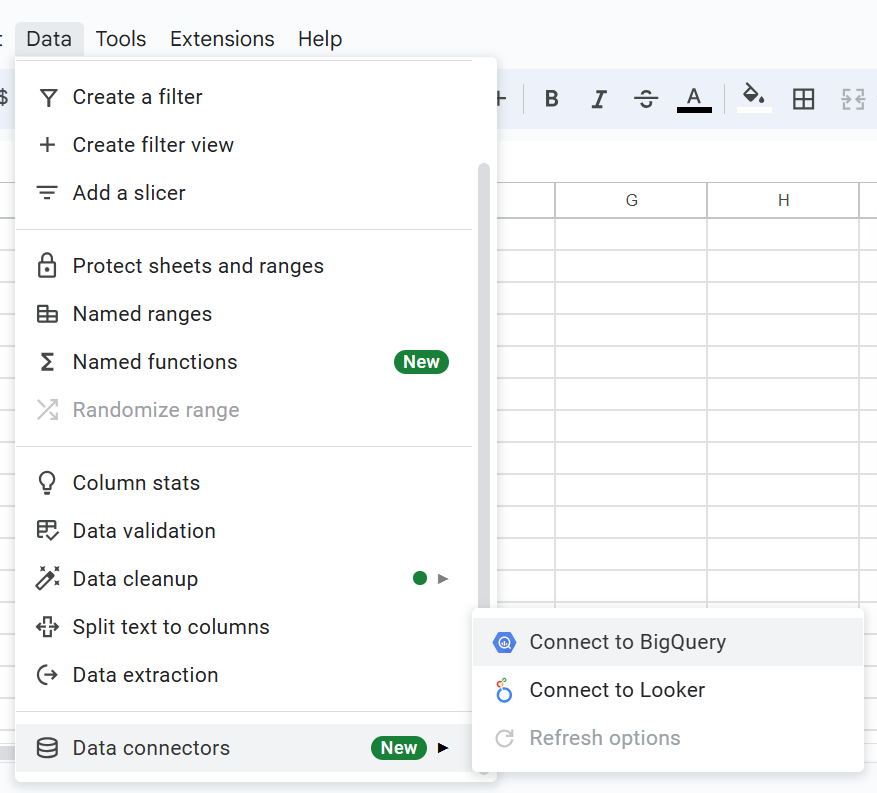 Data Tools Extensions Help
$
B I S A
Create a filter
Create filter view
Add a slicer
G H
Protect sheets and ranges
Named ranges
Named functions New
Randomize range
Column stats
Data validation
Data cleanup
Split text to columns
Data extraction
Data connectors New
Connect to BigQuery
Connect to Looker
Refresh options